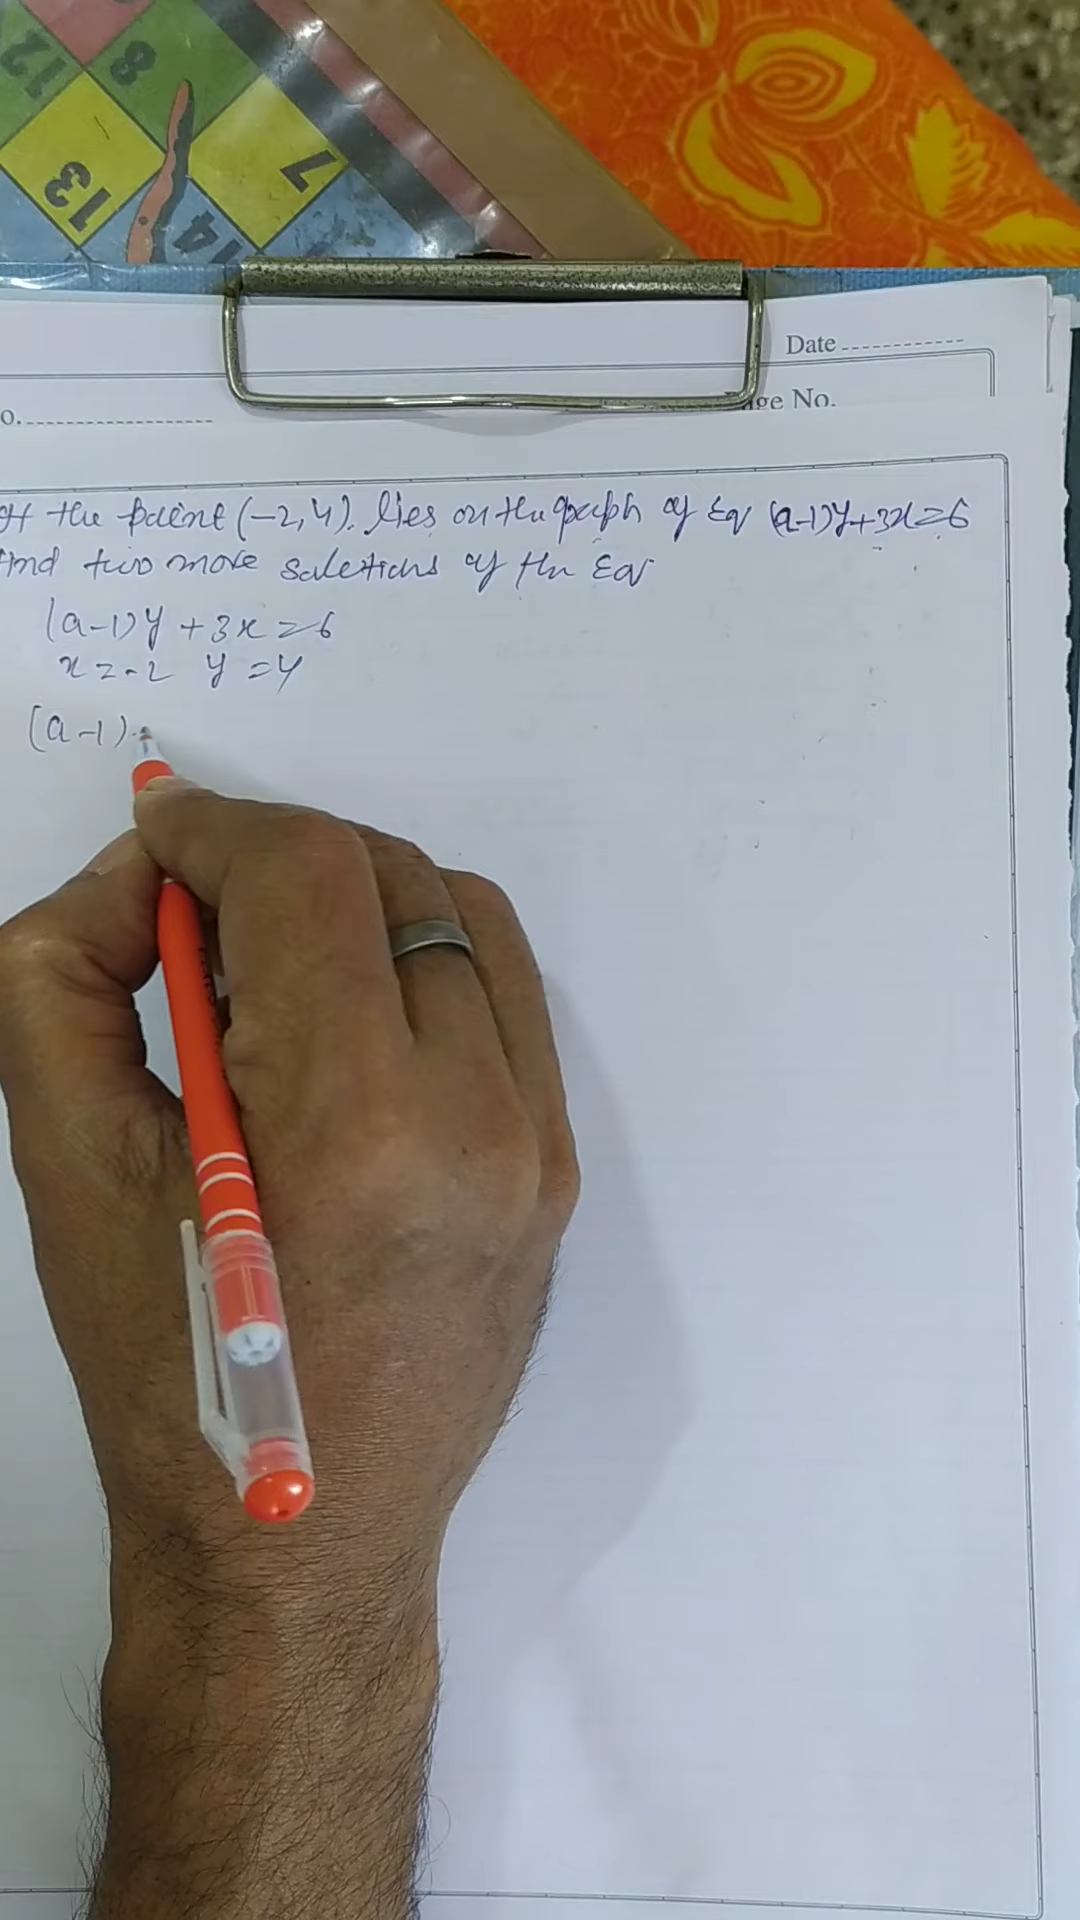 12
8
13
7
14
Date
o.
ge No.
If the point (-2,4). lies on the graph of Eq (a-1)y+3x=6
find two more solutions of the Eq
(a-1)y + 3x = 6
x = -2 y = 4
(a-1)